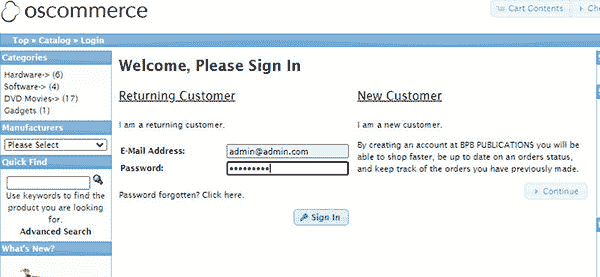 oscommerce
Cart Contents
Top » Catalog » Login
Categories
Hardware-> (6)
Software-> (4)
DVD Movies-> (17)
Gadgets (1)
Manufacturers
Please Select
Quick Find
Use keywords to find the
product you are looking
for.
Advanced Search
What's New?
Welcome, Please Sign In
Returning Customer
I am a returning customer.
E-Mail Address: admin@admin.com
Password: •••••••••
Password forgotten? Click here.
Sign In
New Customer
I am a new customer.
By creating an account at BPB PUBLICATIONS you will be
able to shop faster, be up to date on an orders status,
and keep track of the orders you have previously made.
Continue